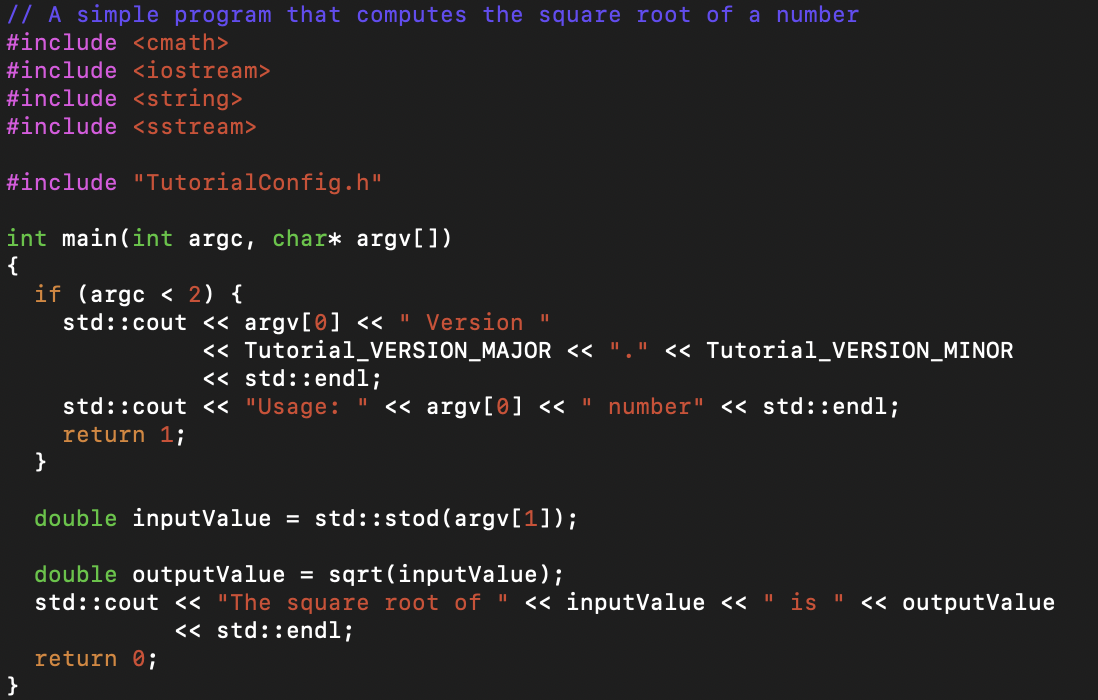 // A simple program that computes the square root of a number
#include <cmath>
#include <iostream>
#include <string>
#include <sstream>

#include "TutorialConfig.h"

int main(int argc, char* argv[])
{
  if (argc < 2) {
    std::cout << argv[0] << " Version "
              << Tutorial_VERSION_MAJOR << "." << Tutorial_VERSION_MINOR
              << std::endl;
    std::cout << "Usage: " << argv[0] << " number" << std::endl;
    return 1;
  }

  double inputValue = std::stod(argv[1]);

  double outputValue = sqrt(inputValue);
  std::cout << "The square root of " << inputValue << " is " << outputValue
            << std::endl;
  return 0;
}